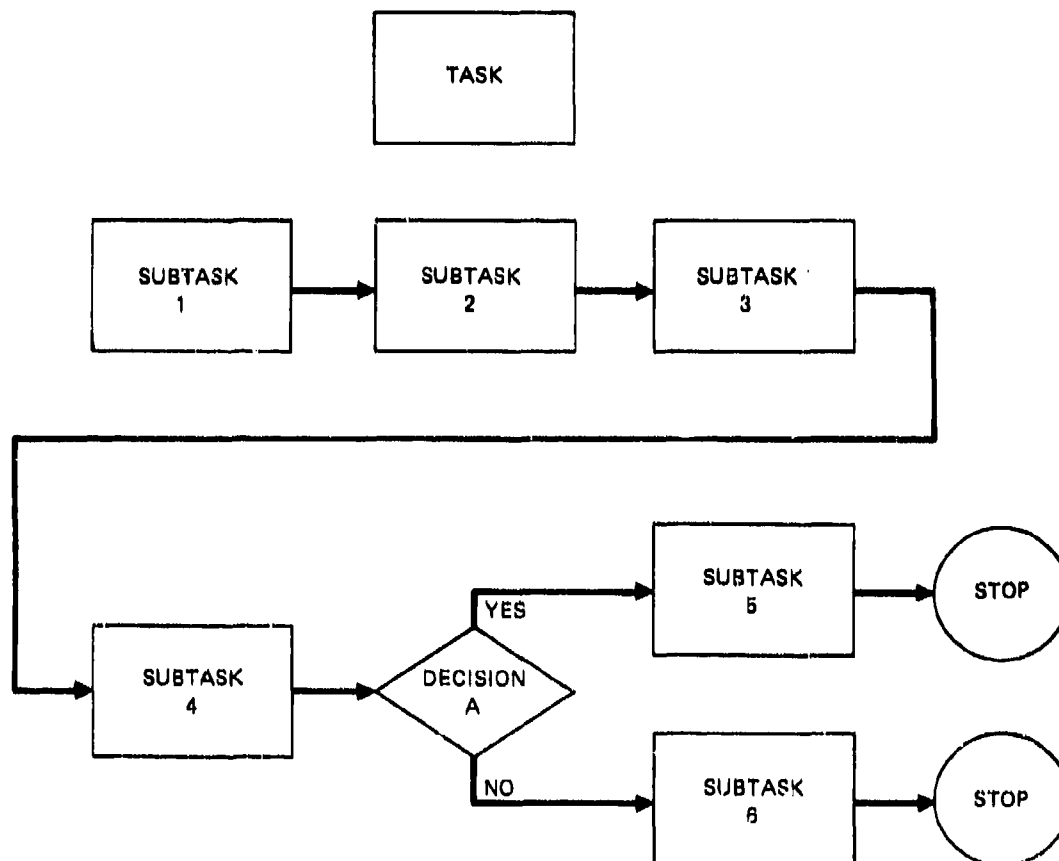 TASK
SUBTASK
1
SUBTASK
2
SUBTASK
3
SUBTASK
4
DECISION
A
YES
SUBTASK
5
STOP
NO
SUBTASK
6
STOP